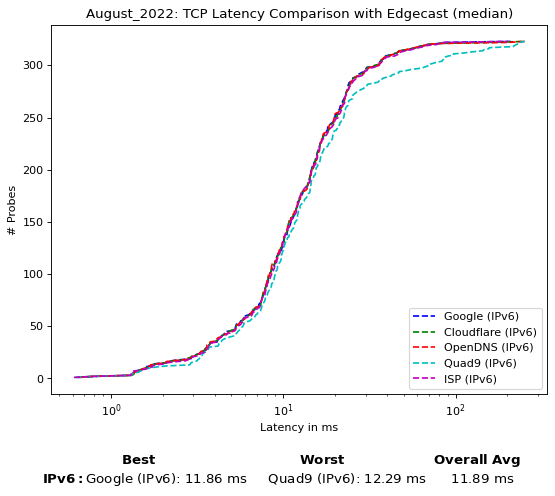 August_2022: TCP Latency Comparison with Edgecast (median)
# Probes
300
250
200
150
100
50
0
10^0
10^1
10^2
Latency in ms
Google (IPv6)
Cloudflare (IPv6)
OpenDNS (IPv6)
Quad9 (IPv6)
ISP (IPv6)
Best Worst Overall Avg
IPv6: Google (IPv6): 11.86 ms Quad9 (IPv6): 12.29 ms 11.89 ms